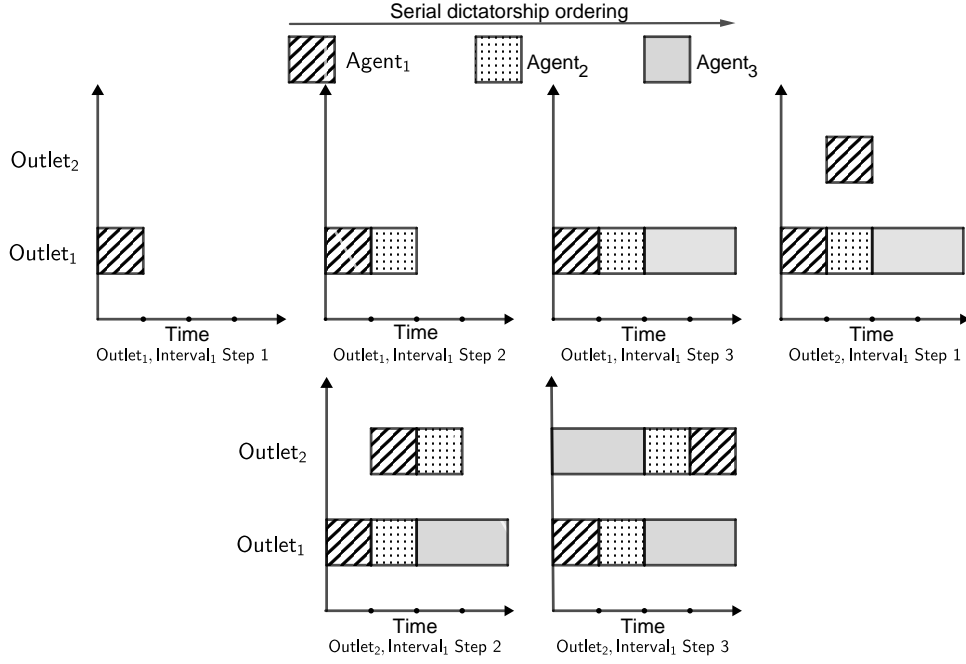 Serial dictatorship ordering
Agent₁ Agent₂ Agent₃
Outlet₂
Outlet₁
Time Time Time Time
Outlet₁, Interval₁ Step 1 Outlet₁, Interval₁ Step 2 Outlet₁, Interval₁ Step 3 Outlet₂, Interval₁ Step 1
Outlet₂
Outlet₁
Time Time
Outlet₂, Interval₁ Step 2 Outlet₂, Interval₁ Step 3